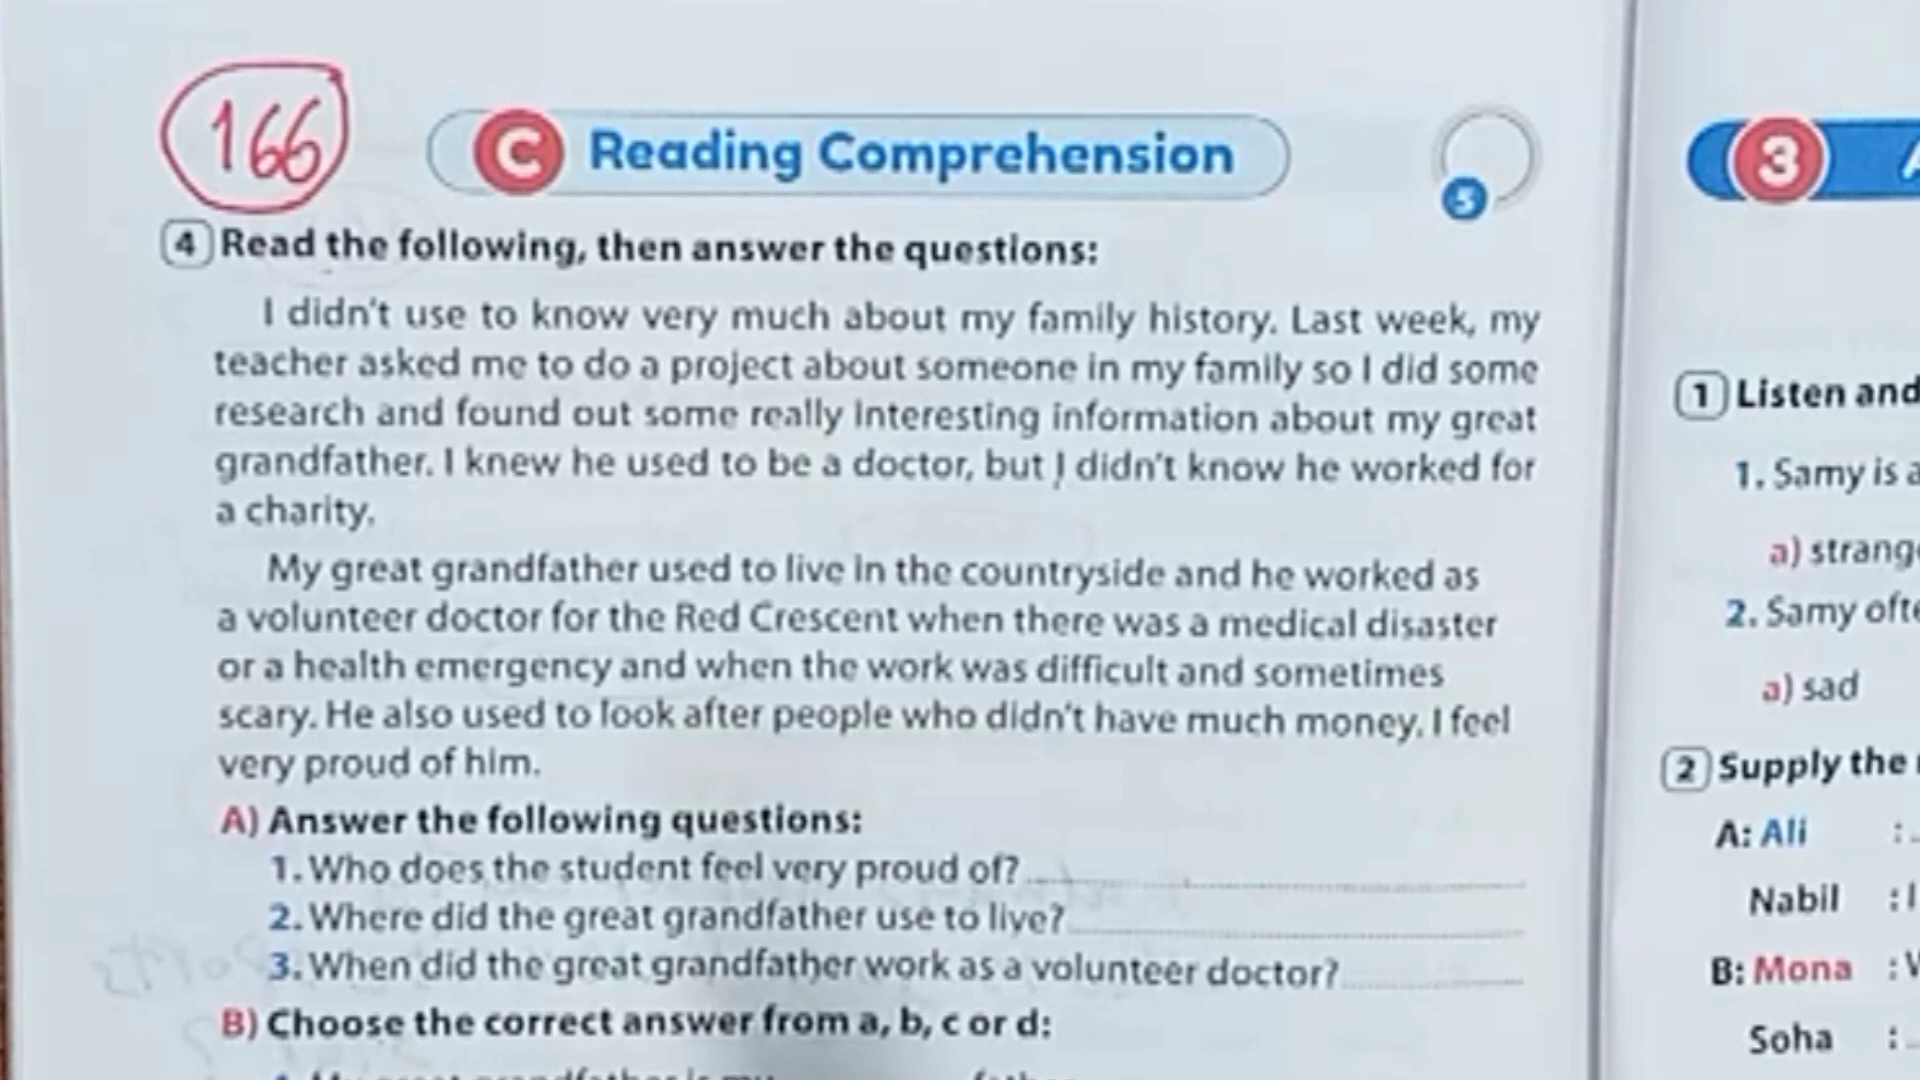 166
C Reading Comprehension
5
4 Read the following, then answer the questions:
I didn't use to know very much about my family history. Last week, my
teacher asked me to do a project about someone in my family so I did some
research and found out some really interesting information about my great
grandfather. I knew he used to be a doctor, but I didn't know he worked for
a charity.
My great grandfather used to live in the countryside and he worked as
a volunteer doctor for the Red Crescent when there was a medical disaster
or a health emergency and when the work was difficult and sometimes
scary. He also used to look after people who didn't have much money. I feel
very proud of him.
A) Answer the following questions:
1. Who does the student feel very proud of?
2. Where did the great grandfather use to live?
3. When did the great grandfather work as a volunteer doctor?
B) Choose the correct answer from a, b, c or d:
3
1 Listen and
1. Samy is
a)
2. Samy
a) sad
2 Supply the
A: Ali :
Nabil : I
B: Mona :
Soha :